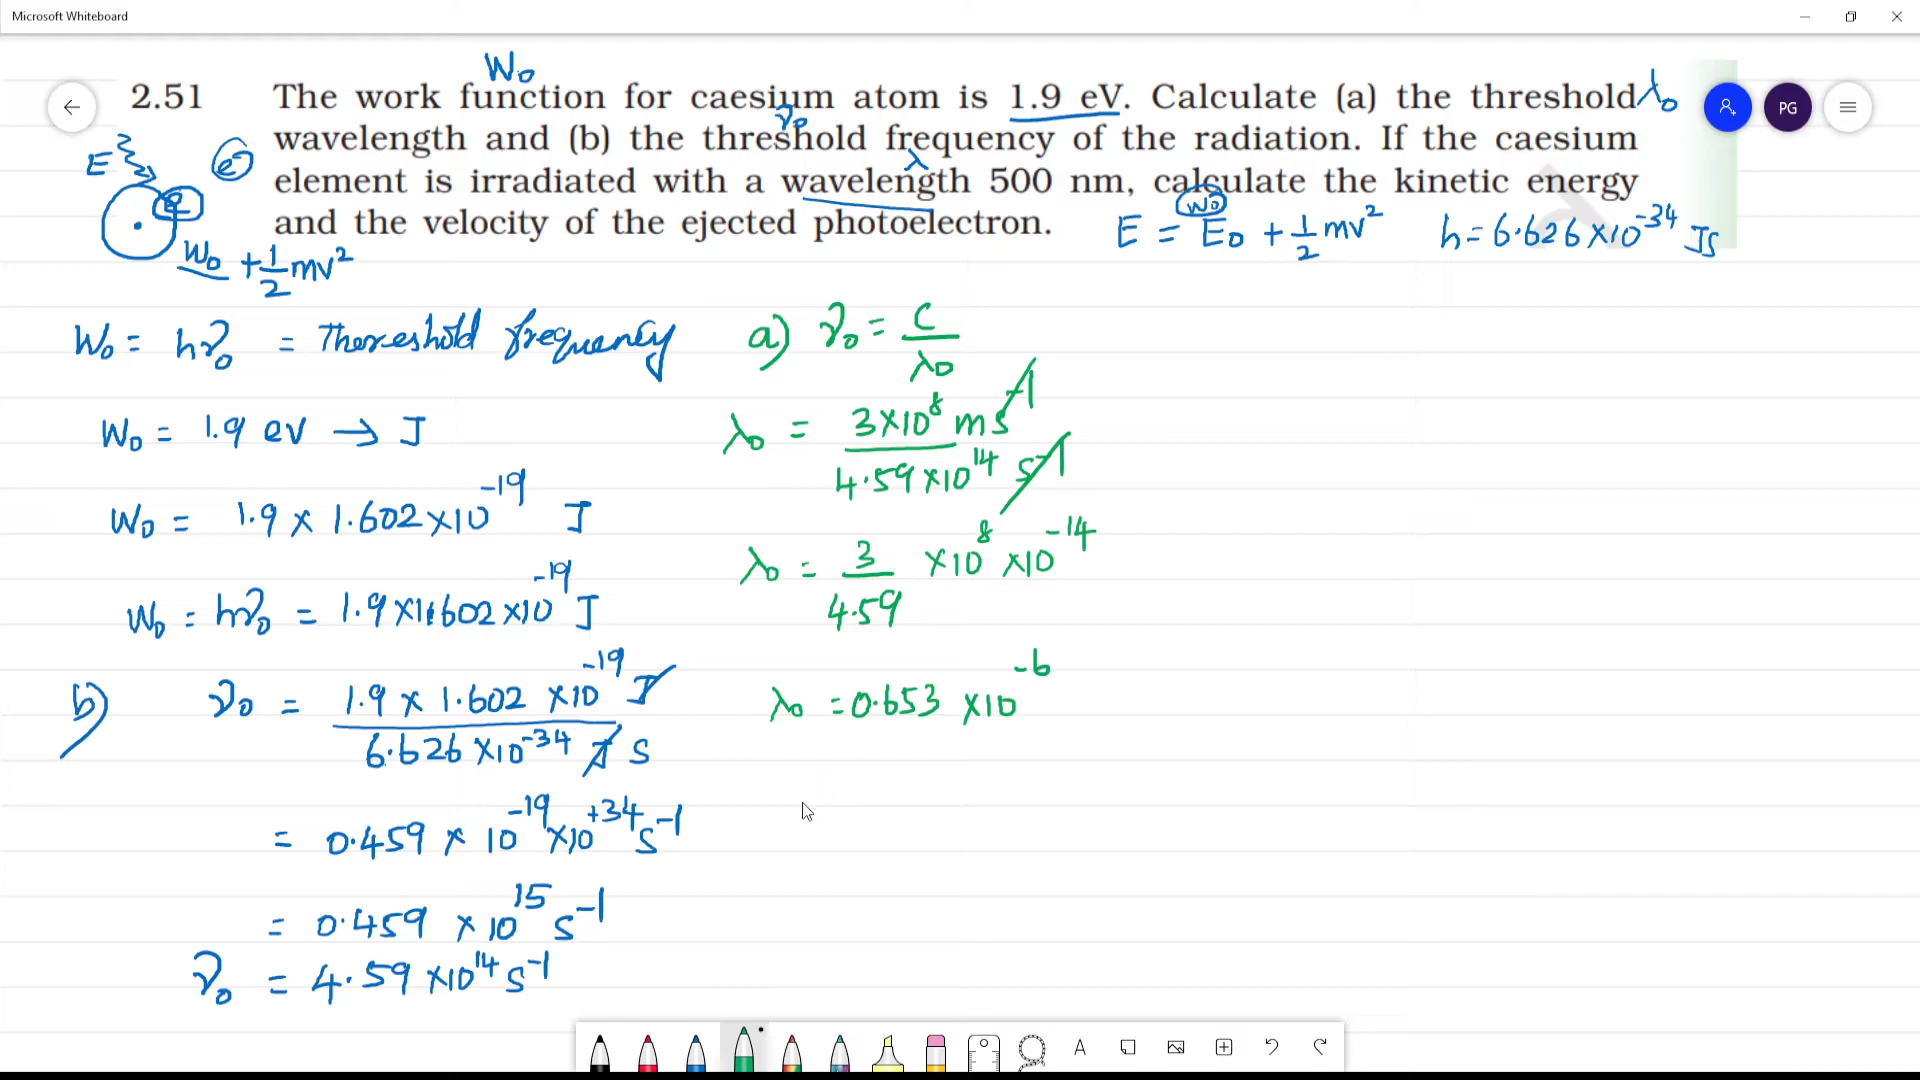 Microsoft Whiteboard
W₀
2.51 The work function for caesium atom is 1.9 eV. Calculate (a) the threshold λ₀
ν₀
wavelength and (b) the threshold frequency of the radiation. If the caesium
λ
element is irradiated with a wavelength 500 nm, calculate the kinetic energy
and the velocity of the ejected photoelectron.
PG
E
e⁻
e⁻
W₀ + 1/2 mv²
W₀
E = E₀ + 1/2 mv²
h = 6.626 × 10⁻³⁴ Js
W₀ = hν₀ = Thereshold frequency
W₀ = 1.9 eV → J
W₀ = 1.9 × 1.602 × 10⁻¹⁹ J
W₀ = hν₀ = 1.9 × 1.602 × 10⁻¹⁹ J
b) ν₀ = 1.9 × 1.602 × 10⁻¹⁹ J / 6.626 × 10⁻³⁴ J s
= 0.459 × 10⁻¹⁹ × 10⁺³⁴ s⁻¹
= 0.459 × 10¹⁵ s⁻¹
ν₀ = 4.59 × 10¹⁴ s⁻¹
a) ν₀ = c / λ₀
λ₀ = 3 × 10⁸ m s⁻¹ / 4.59 × 10¹⁴ s⁻¹
λ₀ = 3 / 4.59 × 10⁸ × 10⁻¹⁴
λ₀ = 0.653 × 10⁻⁶
A